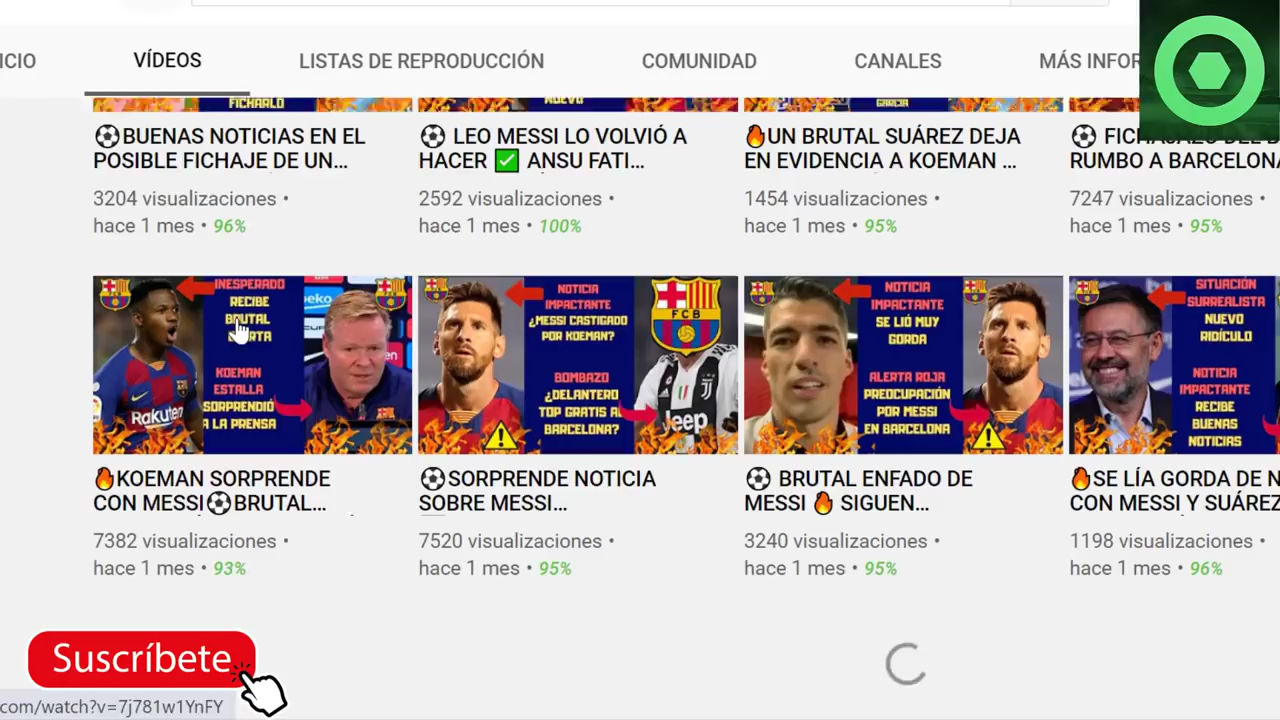 ICIO
VÍDEOS
LISTAS DE REPRODUCCIÓN
COMUNIDAD
CANALES
MÁS INFOR
FICHARLO
NUEVO
GARCIA
⚽BUENAS NOTICIAS EN EL
POSIBLE FICHAJE DE UN...
3204 visualizaciones •
hace 1 mes • 96%
⚽ LEO MESSI LO VOLVIÓ A
HACER ✅ ANSU FATI...
2592 visualizaciones •
hace 1 mes • 100%
🔥UN BRUTAL SUÁREZ DEJA
EN EVIDENCIA A KOEMAN ...
1454 visualizaciones •
hace 1 mes • 95%
RUMBO A BARCELONA
7247 visualizaciones •
hace 1 mes • 95%
INESPERADO
RECIBE
BRUTAL
KOEMAN
ESTALLA
SORPRENDIÓ
A LA PRENSA
Rakuten
beko
NOTICIA
IMPACTANTE
¿MESSI CASTIGADO
POR KOEMAN?
BOMBAZO
¿DELANTERO
TOP GRATIS AL
BARCELONA?
FCB
Jeep
NOTICIA
IMPACTANTE
SE LIÓ MUY
GORDA
ALERTA ROJA
PREOCUPACIÓN
POR MESSI
EN BARCELONA
SITUACIÓN
SURREALISTA
NUEVO
RIDÍCULO
NOTICIA
IMPACTANTE
RECIBE
BUENAS
NOTICIAS
🔥KOEMAN SORPRENDE
CON MESSI⚽BRUTAL...
7382 visualizaciones •
hace 1 mes • 93%
⚽SORPRENDE NOTICIA
SOBRE MESSI...
7520 visualizaciones •
hace 1 mes • 95%
⚽ BRUTAL ENFADO DE
MESSI 🔥 SIGUEN...
3240 visualizaciones •
hace 1 mes • 95%
🔥SE LÍA GORDA DE N
CON MESSI Y SUÁREZ
1198 visualizaciones •
hace 1 mes • 96%
Suscríbete
com/watch?v=7j781w1YnFY